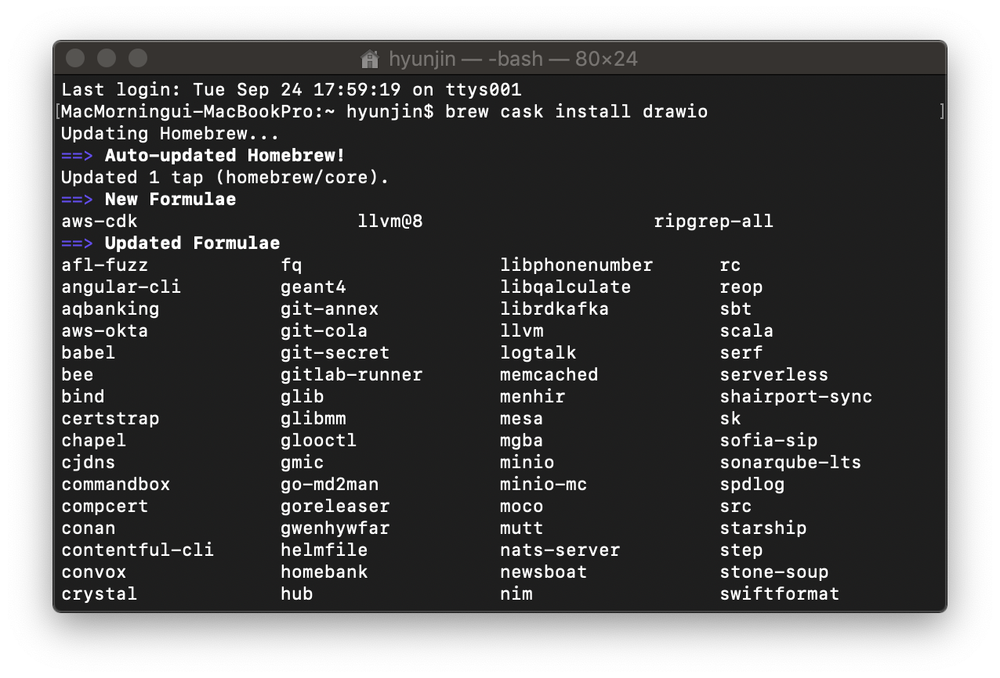 hyunjin — -bash — 80×24
Last login: Tue Sep 24 17:59:19 on ttys001
[MacMorningui-MacBookPro:~ hyunjin$ brew cask install drawio ]
Updating Homebrew...
==> Auto-updated Homebrew!
Updated 1 tap (homebrew/core).
==> New Formulae
aws-cdk llvm@8 ripgrep-all
==> Updated Formulae
afl-fuzz fq libphonenumber rc
angular-cli geant4 libqalculate reop
aqbanking git-annex librdkafka sbt
aws-okta git-cola llvm scala
babel git-secret logtalk serf
bee gitlab-runner memcached serverless
bind glib menhir shairport-sync
certstrap glibmm mesa sk
chapel glooctl mgba sofia-sip
cjdns gmic minio sonarqube-lts
commandbox go-md2man minio-mc spdlog
compcert goreleaser moco src
conan gwenhywfar mutt starship
contentful-cli helmfile nats-server step
convox homebank newsboat stone-soup
crystal hub nim swiftformat